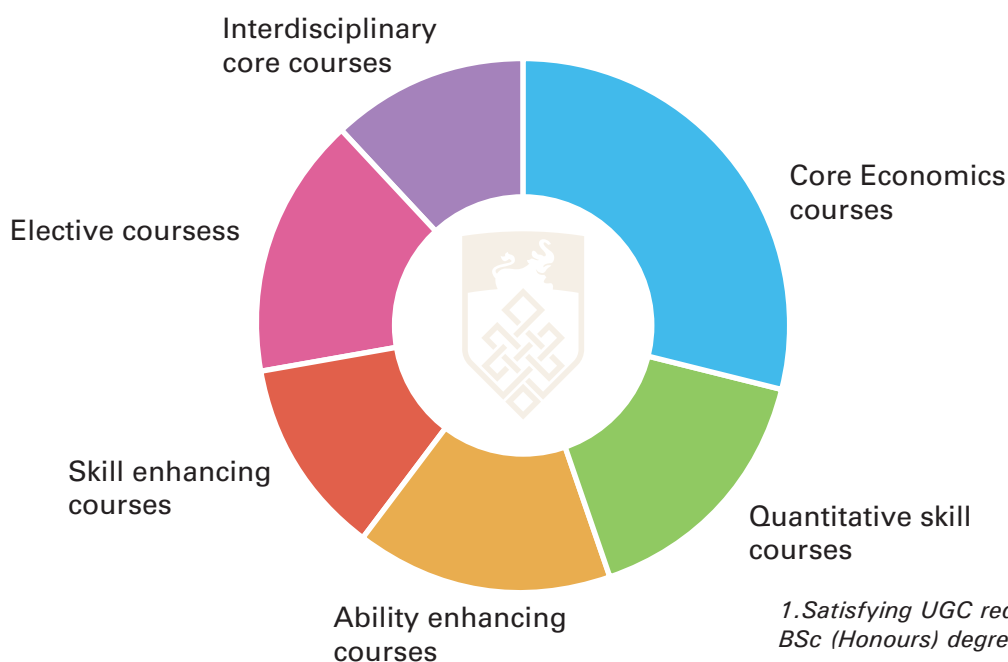 Interdisciplinary
core courses
Core Economics
courses
Elective coursess
Skill enhancing
courses
Quantitative skill
courses
Ability enhancing
courses
1.Satisfying UGC
BSc (Honours)